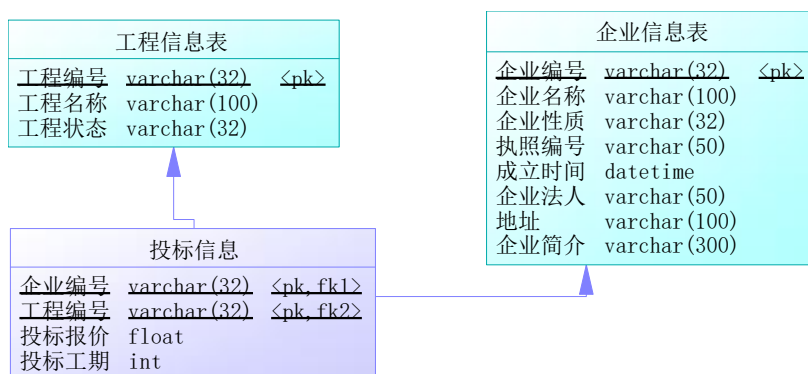 工程信息表
工程编号 varchar(32) <pk>
工程名称 varchar(100)
工程状态 varchar(32)
企业信息表
企业编号 varchar(32) <pk>
企业名称 varchar(100)
企业性质 varchar(32)
执照编号 varchar(50)
成立时间 datetime
企业法人 varchar(50)
地址 varchar(100)
企业简介 varchar(300)
投标信息
企业编号 varchar(32) <pk,fk1>
工程编号 varchar(32) <pk,fk2>
投标报价 float
投标工期 int